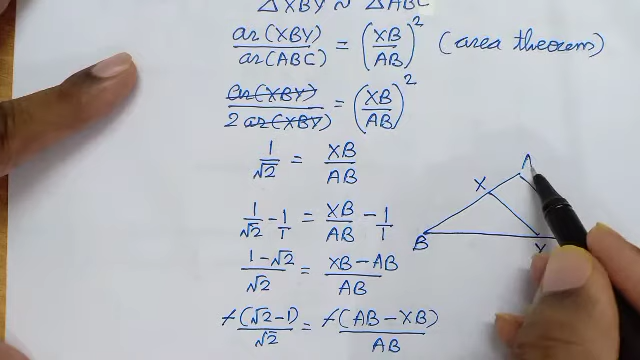 △XBY ~ △ABC
ar(XBY)/ar(ABC) = (XB/AB)² (area theorem)
ar(XBY)/2 ar(XBY) = (XB/AB)²
1/√2 = XB/AB
1/√2 - 1/1 = XB/AB - 1/1
1-√2/√2 = XB-AB/AB
-(√2-1)/√2 = -(AB-XB)/AB
A
X
B
Y